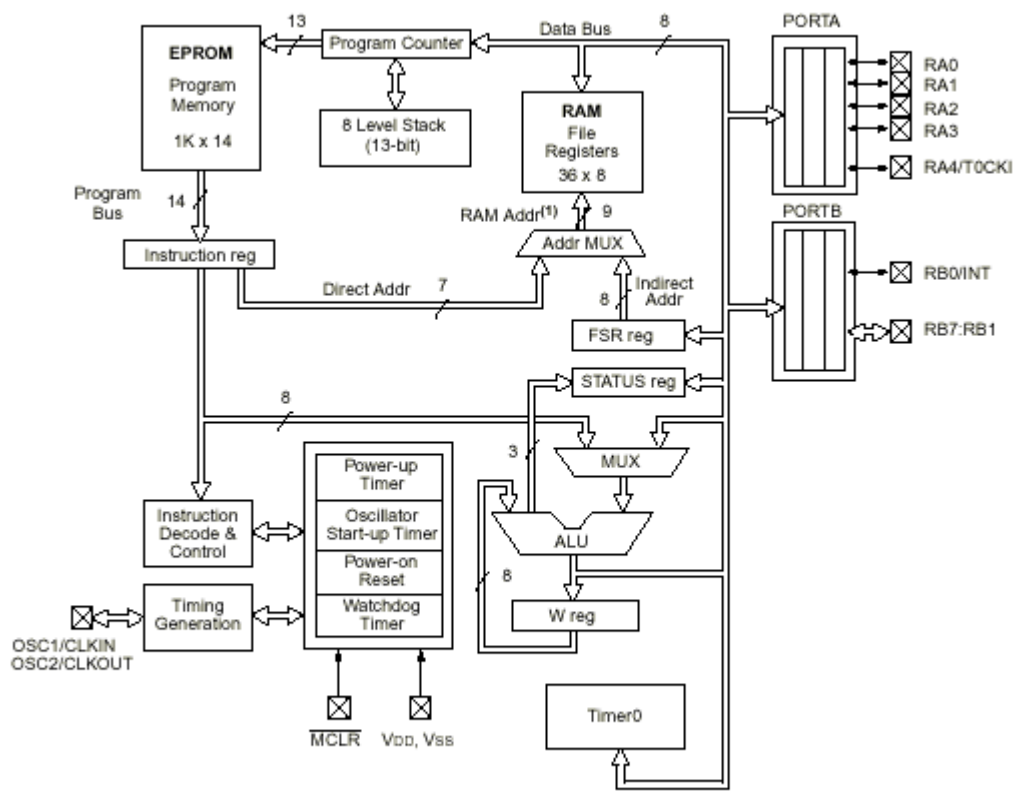 EPROM
Program
Memory
1K x 14
13
Program Counter
8 Level Stack
(13-bit)
Data Bus
8
RAM
File
Registers
36 x 8
RAM Addr(1)
9
Addr MUX
Program
Bus
14
Instruction reg
Direct Addr
7
8
Indirect
Addr
FSR reg
STATUS reg
8
3
MUX
ALU
8
W reg
Power-up
Timer
Oscillator
Start-up Timer
Power-on
Reset
Watchdog
Timer
Instruction
Decode &
Control
Timing
Generation
OSC1/CLKIN
OSC2/CLKOUT
MCLR
VDD, VSS
Timer0
PORTA
RA0
RA1
RA2
RA3
RA4/T0CKI
PORTB
RB0/INT
RB7:RB1